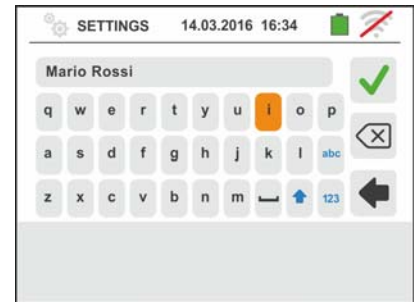 SETTINGS 14.03.2016 16:34
Mario Rossi
q w e r t y u i o p
a s d f g h j k l abc
z x c v b n m 123